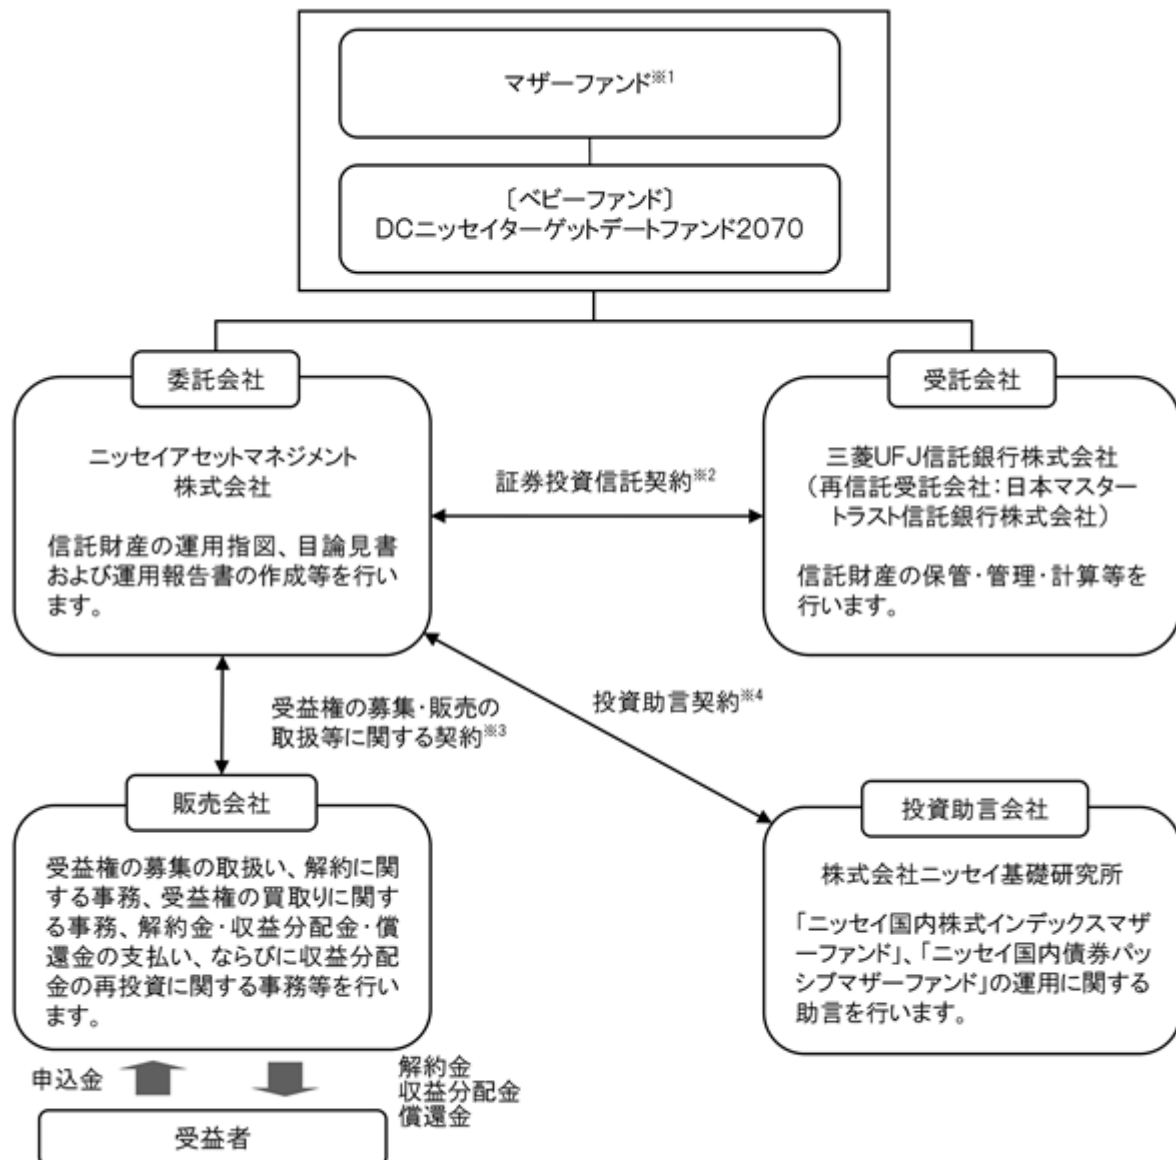 マザーファンド※1
〔ベビーファンド〕
DCニッセイターゲットデートファンド2070
委託会社
ニッセイアセットマネジメント
株式会社
信託財産の運用指図、目論見書
および運用報告書の作成等を行い
ます。
証券投資信託契約※2
受託会社
三菱UFJ信託銀行株式会社
（再信託受託会社：日本マスター
トラスト信託銀行株式会社）
信託財産の保管・管理・計算等を
行います。
受益権の募集・販売の
取扱等に関する契約※3
投資助言契約※4
販売会社
受益権の募集の取扱い、解約に関
する事務、受益権の買取りに関す
る事務、解約金・収益分配金・償
還金の支払い、ならびに収益分配
金の再投資に関する事務等を行い
ます。
投資助言会社
株式会社ニッセイ基礎研究所
「ニッセイ国内株式インデックスマザ
ーファンド」、「ニッセイ国内債券パッ
シブマザーファンド」の運用に関する
助言を行います。
申込金
解約金
収益分配金
償還金
受益者